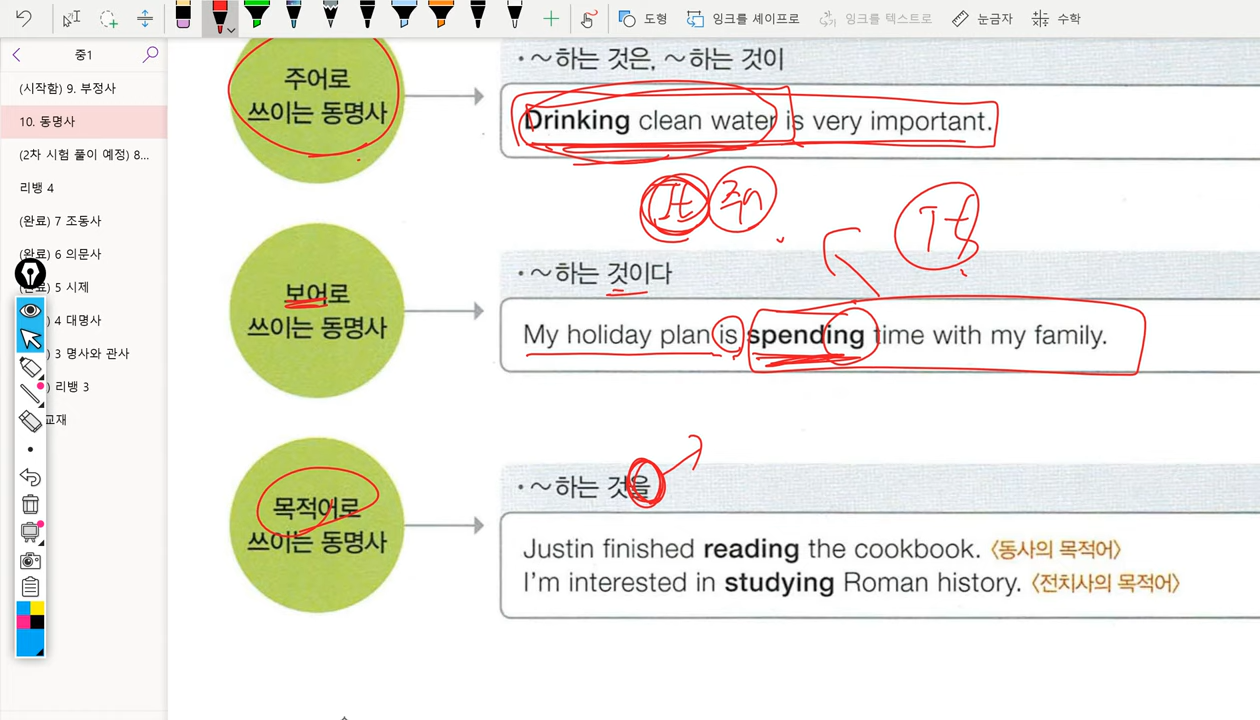 도형
잉크를 셰이프로
잉크를 텍스트로
눈금자
수학
중1
(시작함) 9. 부정사
10. 동명사
(2차 시험 풀이 예정) 8...
리뱅 4
(완료) 7 조동사
(완료) 6 의문사
5 시제
4 대명사
) 3 명사와 관사
) 리뱅 3
교재
주어로
쓰이는 동명사
· ~하는 것은, ~하는 것이
Drinking clean water is very important.
It
보어로
쓰이는 동명사
· ~하는 것이다
My holiday plan is spending time with my family.
목적어로
쓰이는 동명사
· ~하는 것을
Justin finished reading the cookbook. <동사의 목적어>
I'm interested in studying Roman history. <전치사의 목적어>